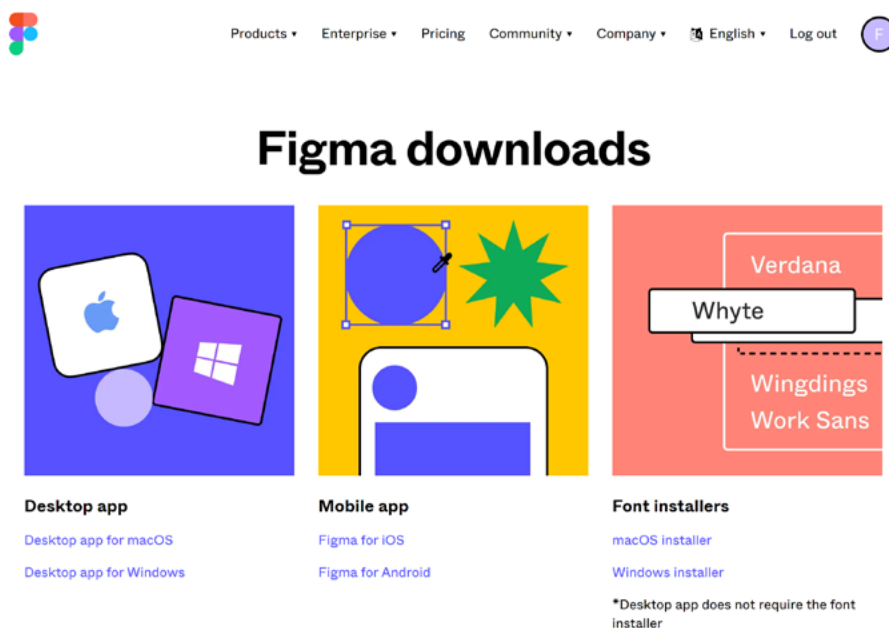 Products ▾ Enterprise ▾ Pricing Community ▾ Company ▾ English ▾ Log out F
Figma downloads
Verdana
Whyte
Wingdings
Work Sans
Desktop app
Desktop app for macOS
Desktop app for Windows
Mobile app
Figma for iOS
Figma for Android
Font installers
macOS installer
Windows installer
*Desktop app does not require the font
installer